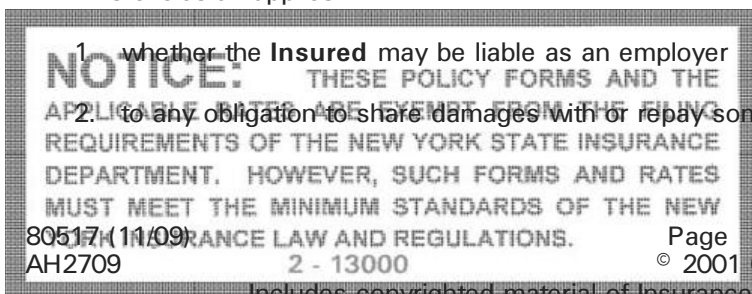 1. whether the Insured may be liable as an employer
NOTICE: THESE POLICY FORMS AND THE
APPLICABLE RATES ARE EXEMPT FROM THE FILING
2. to any obligation to share damages with or repay
REQUIREMENTS OF THE NEW YORK STATE INSURANCE
DEPARTMENT. HOWEVER, SUCH FORMS AND RATES
MUST MEET THE MINIMUM STANDARDS OF THE NEW
YORK INSURANCE LAW AND REGULATIONS.
80517 (11/09) Page
AH2709 2 - 13000 © 2001
Includes copyrighted material of Insurance